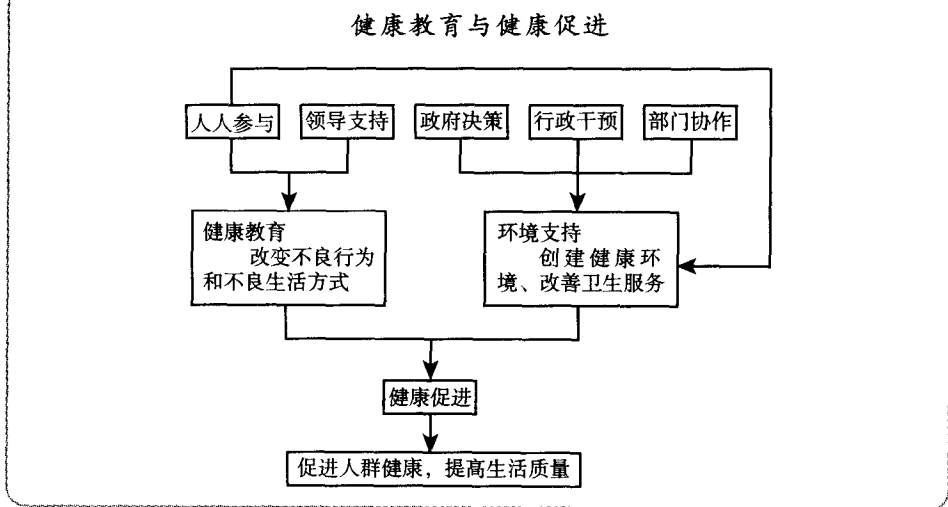 健康教育与健康促进
人人参与
领导支持
政府决策
行政干预
部门协作
健康教育
改变不良行为
和不良生活方式
环境支持
创建健康环
境、改善卫生服务
健康促进
促进人群健康，提高生活质量